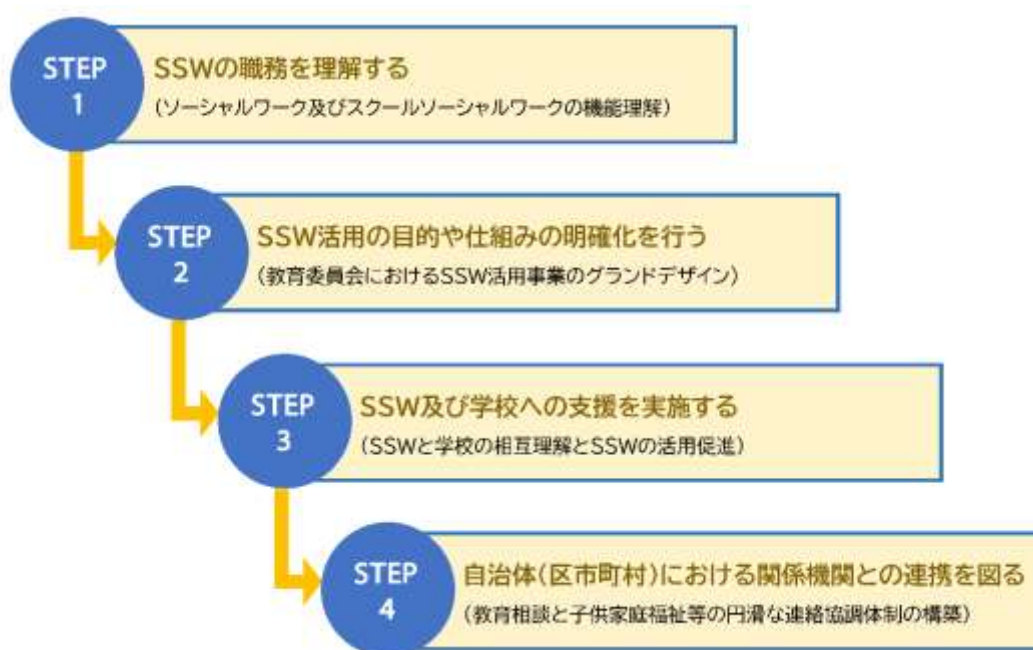 STEP
1
SSWの職務を理解する
(ソーシャルワーク及びスクールソーシャルワークの機能理解)
STEP
2
SSW活用の目的や仕組みの明確化を行う
(教育委員会におけるSSW活用事業のグランドデザイン)
STEP
3
SSW及び学校への支援を実施する
(SSWと学校の相互理解とSSWの活用促進)
STEP
4
自治体(区市町村)における関係機関との連携を図る
(教育相談と子供家庭福祉等の円滑な連絡協調体制の構築)